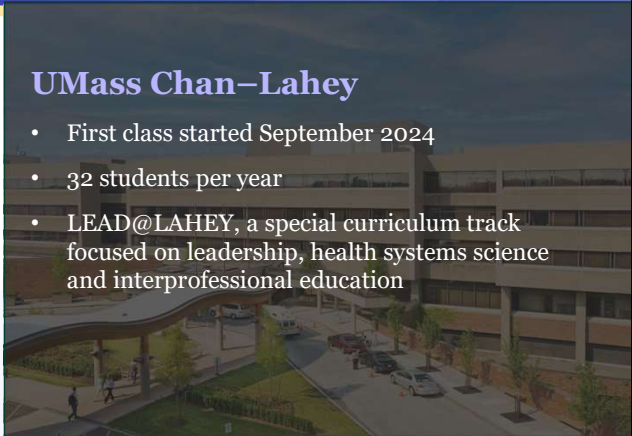 UMass Chan–Lahey
• First class started September 2024
• 32 students per year
• LEAD@LAHEY, a special curriculum track
focused on leadership, health systems science
and interprofessional education